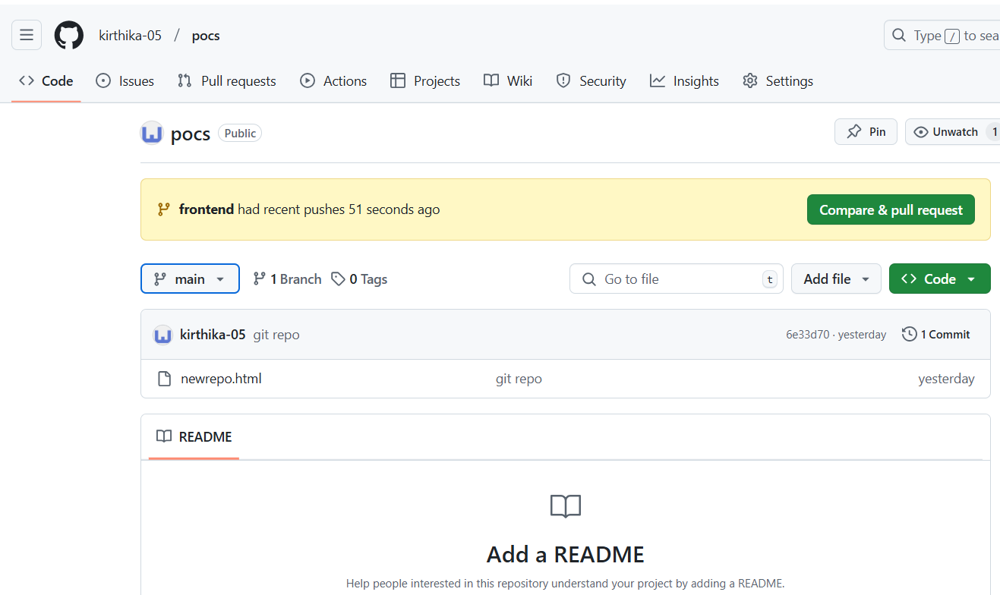 kirthika-05 / pocs
Type / to sea
Code Issues Pull requests Actions Projects Wiki Security Insights Settings
pocs Public
Pin Unwatch 1
frontend had recent pushes 51 seconds ago
Compare & pull request
main 1 Branch 0 Tags
Go to file t
Add file Code
kirthika-05 git repo 6e33d70 · yesterday 1 Commit
newrepo.html git repo yesterday
README
Add a README
Help people interested in this repository understand your project by adding a README.